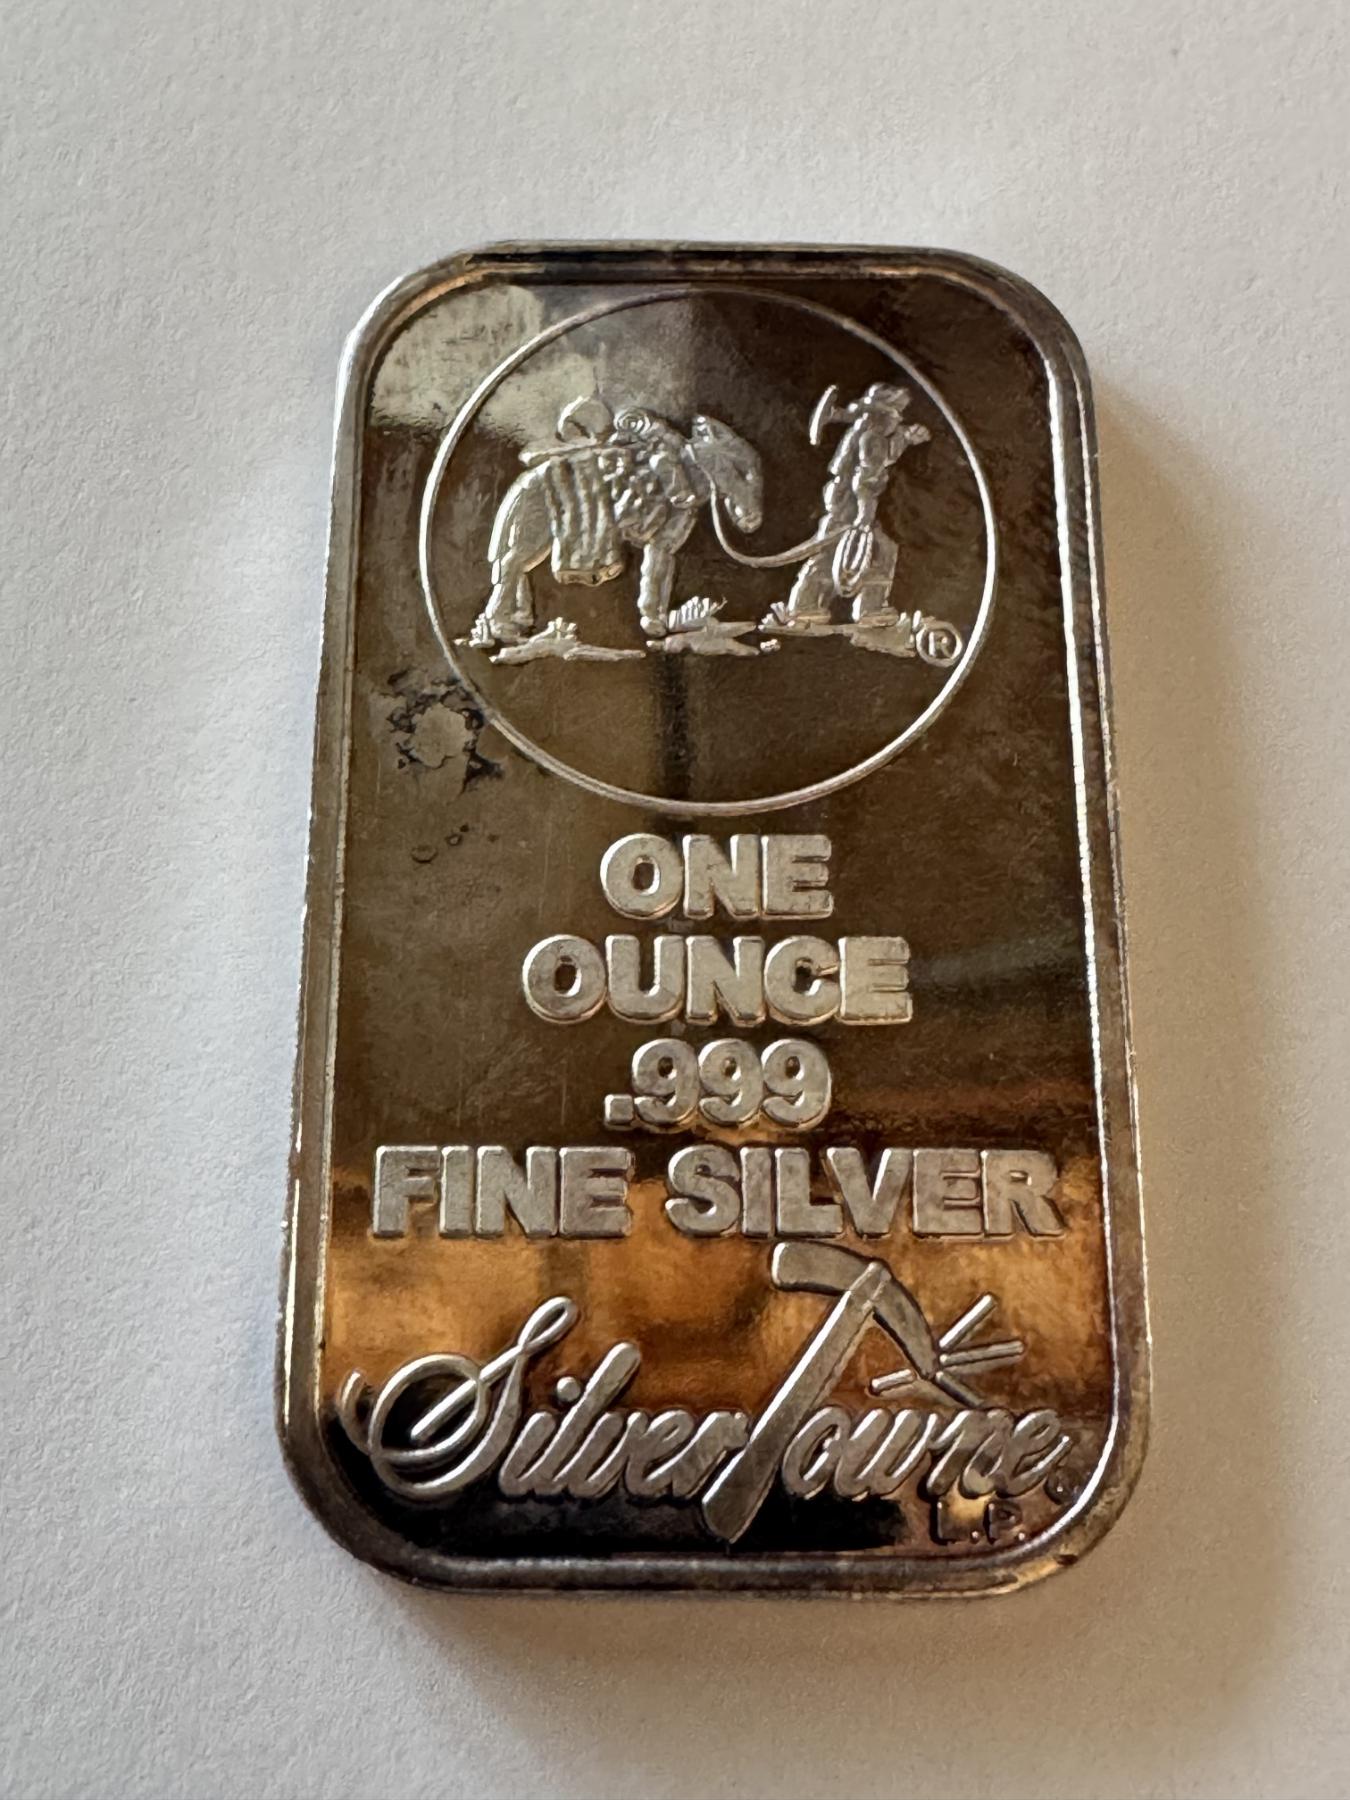 ®
ONE
OUNCE
.999
FINE SILVER
SilverTowne®
L.P.